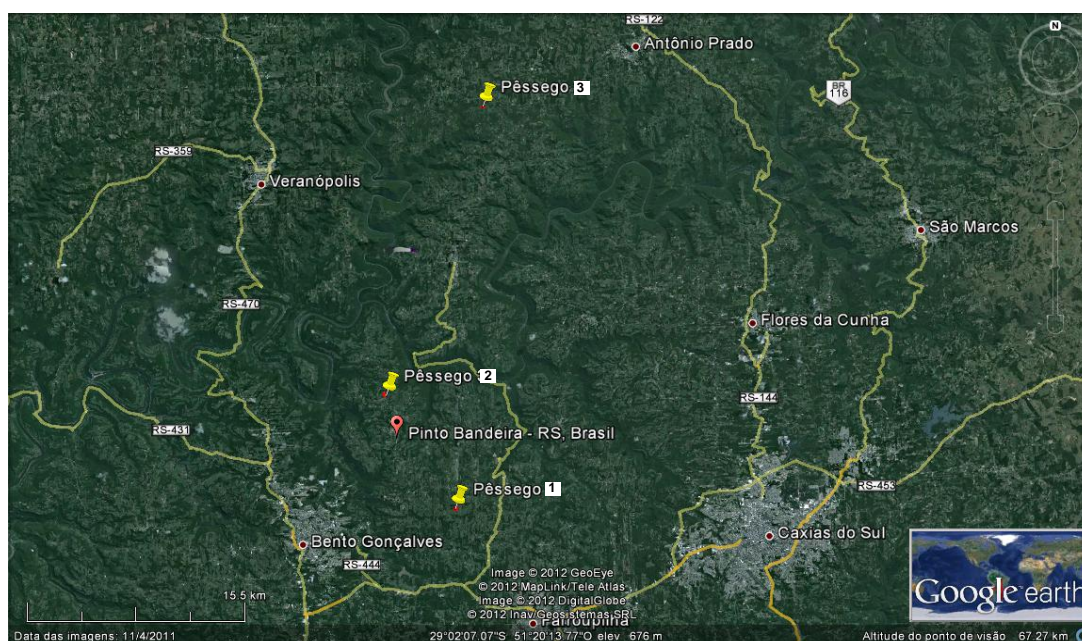 RS-122
Antônio Prado
Pêssego 3
BR
116
N
RS-359
Veranópolis
São Marcos
RS-470
Flores da Cunha
Pêssego 2
RS-144
RS-431
Pinto Bandeira - RS, Brasil
Pêssego 1
RS-453
Caxias do Sul
Bento Gonçalves
RS-444
15.5 km
Image © 2012 GeoEye
© 2012 MapLink/Tele Atlas
Image © 2012 DigitalGlobe
© 2012 Inav/Geosistemas SRL
Farroupilha
Google earth
Data das imagens: 11/4/2011
29°02'07.07"S 51°20'13.77"O elev 676 m
Altitude do ponto de visão 67.27 km